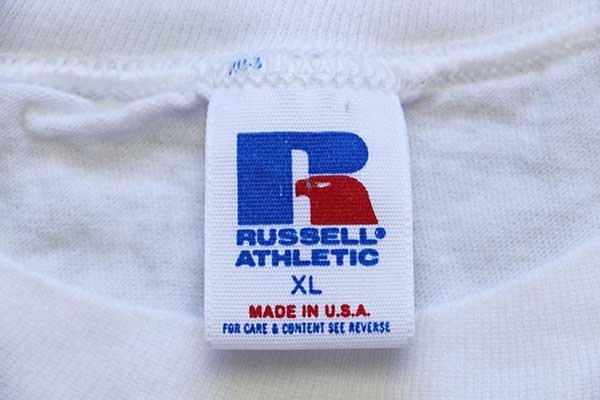 RUSSELL®
ATHLETIC
XL
MADE IN U.S.A.
FOR CARE & CONTENT SEE REVERSE